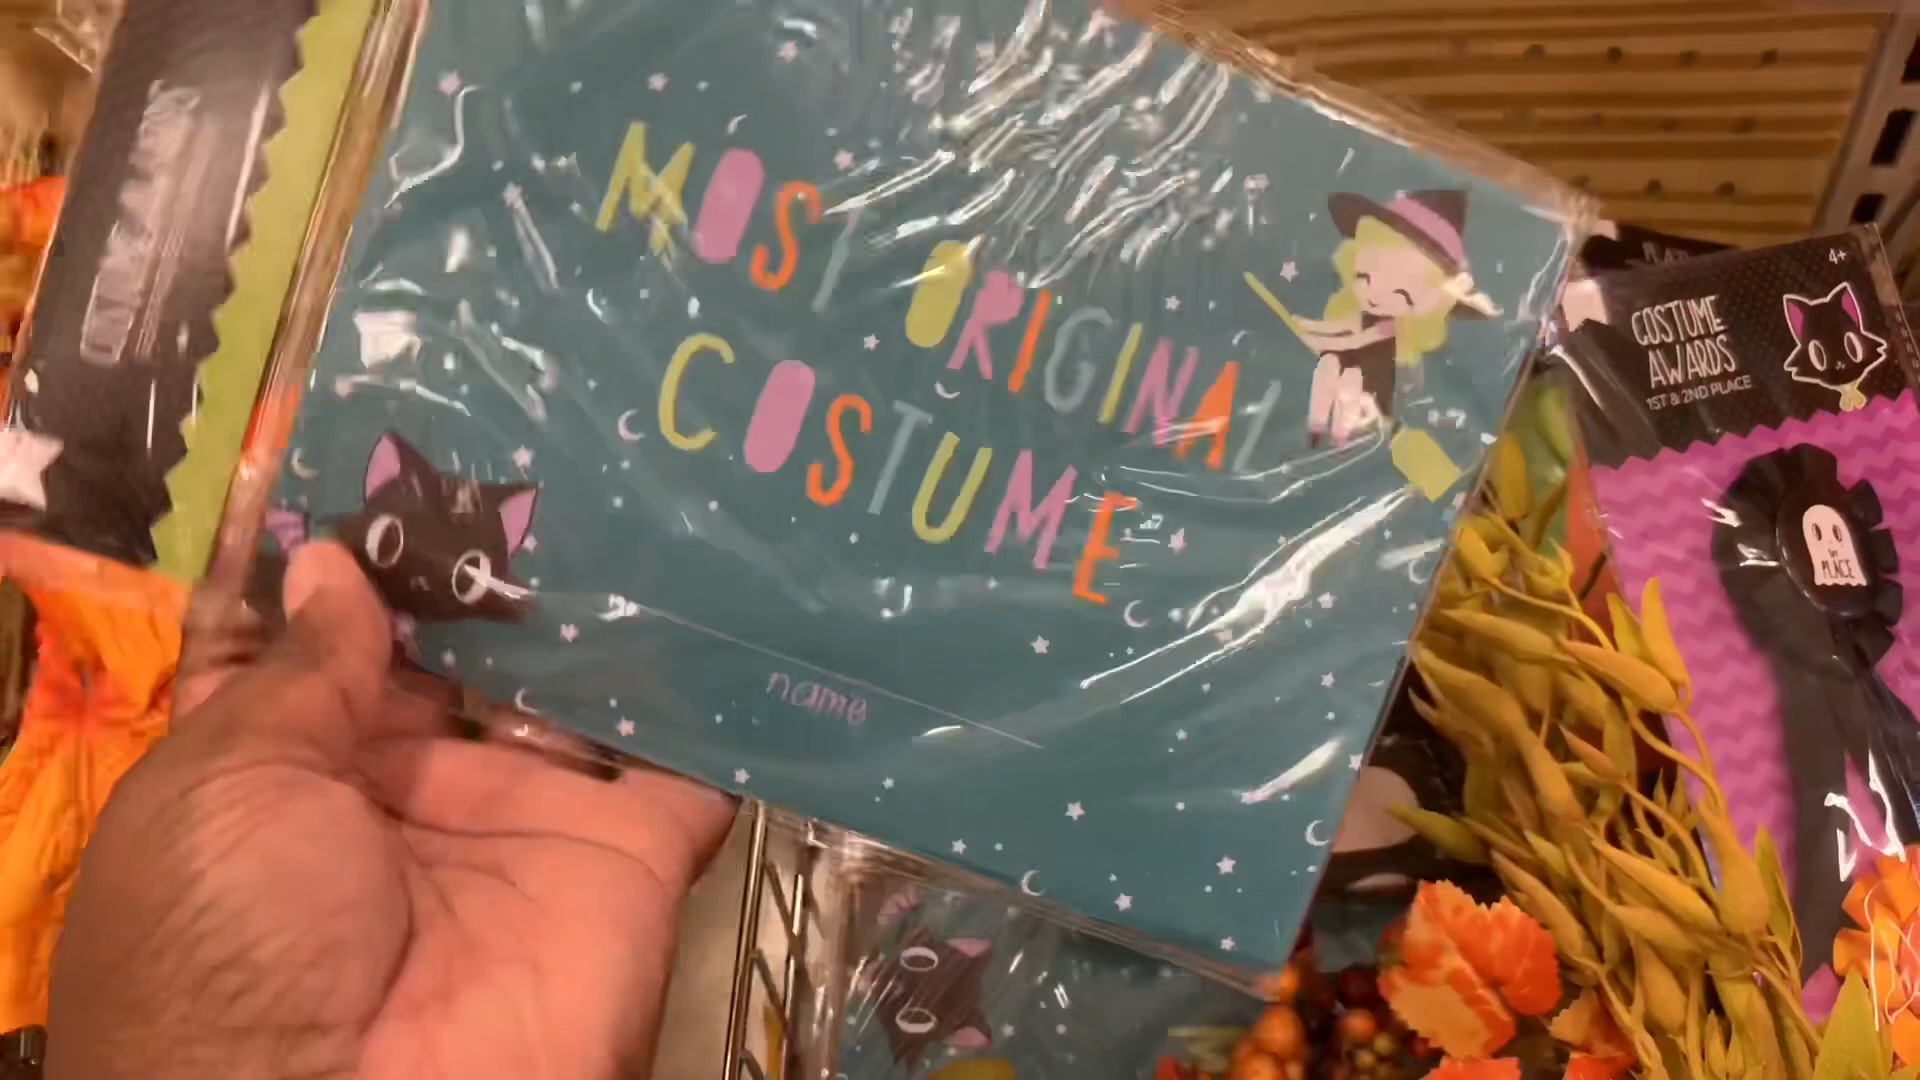 MOST ORIGINAL
COSTUME
name
4+
COSTUME
AWARDS
1ST & 2ND PLACE
PLACE